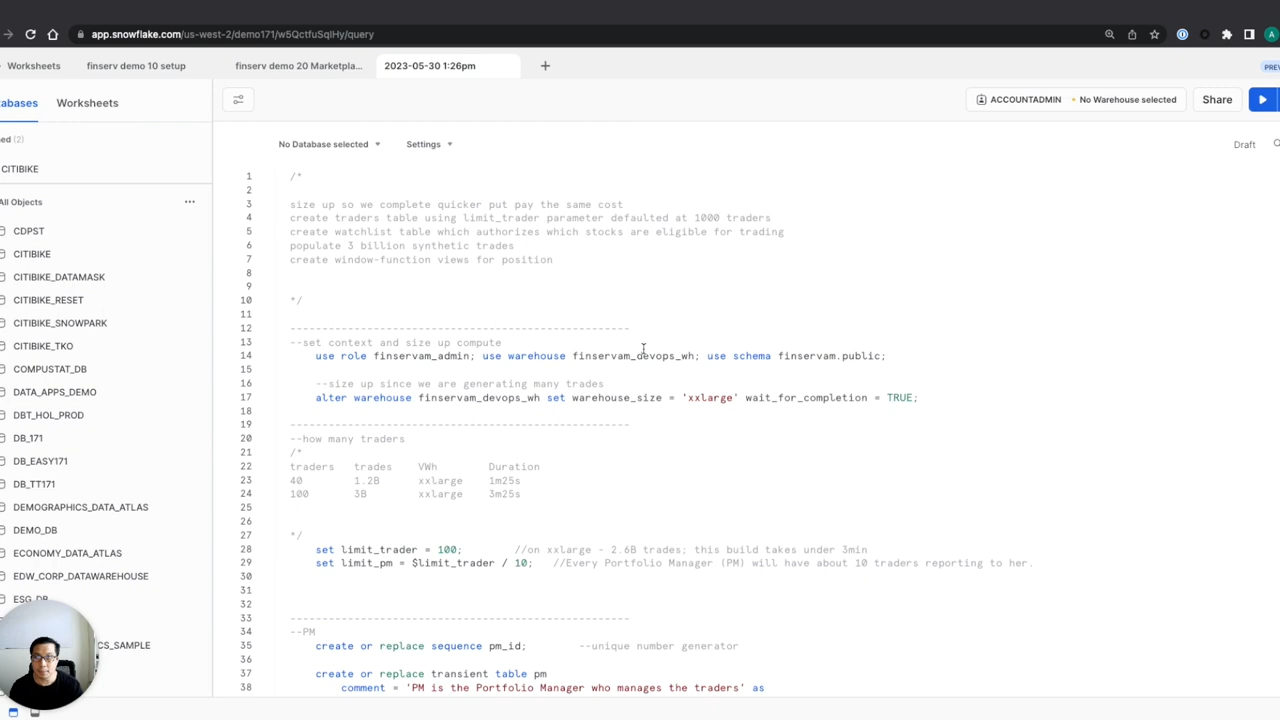 app.snowflake.com/us-west-2/demo171/w5QctfuSqlHy/query
Worksheets
finserv demo 10 setup
finserv demo 20 Marketpla...
2023-05-30 1:26pm
PREV
abases
Worksheets
ACCOUNTADMIN
No Warehouse selected
Share
ned (2)
No Database selected
Settings
Draft
CITIBIKE
All Objects
CDPST
CITIBIKE
CITIBIKE_DATAMASK
CITIBIKE_RESET
CITIBIKE_SNOWPARK
CITIBIKE_TKO
COMPUSTAT_DB
DATA_APPS_DEMO
DBT_HOL_PROD
DB_171
DB_EASY171
DB_TT171
DEMOGRAPHICS_DATA_ATLAS
DEMO_DB
ECONOMY_DATA_ATLAS
EDW_CORP_DATAWAREHOUSE
ESG_DB
CS_SAMPLE
1 /*
2
3 size up so we complete quicker put pay the same cost
4 create traders table using limit_trader parameter defaulted at 1000 traders
5 create watchlist table which authorizes which stocks are eligible for trading
6 populate 3 billion synthetic trades
7 create window-function views for position
8
9
10 */
11
12 -----------------------------------------------------
13 --set context and size up compute
14 use role finservam_admin; use warehouse finservam_devops_wh; use schema finservam.public;
15
16 --size up since we are generating many trades
17 alter warehouse finservam_devops_wh set warehouse_size = 'xxlarge' wait_for_completion = TRUE;
18
19 -----------------------------------------------------
20 --how many traders
21 /*
22 traders trades VWh Duration
23 40 1.2B xxlarge 1m25s
24 100 3B xxlarge 3m25s
25
26
27 */
28 set limit_trader = 100; //on xxlarge - 2.6B trades; this build takes under 3min
29 set limit_pm = $limit_trader / 10; //Every Portfolio Manager (PM) will have about 10 traders reporting to her.
30
31
32
33 -----------------------------------------------------
34 --PM
35 create or replace sequence pm_id; --unique number generator
36
37 create or replace transient table pm
38 comment = 'PM is the Portfolio Manager who manages the traders' as